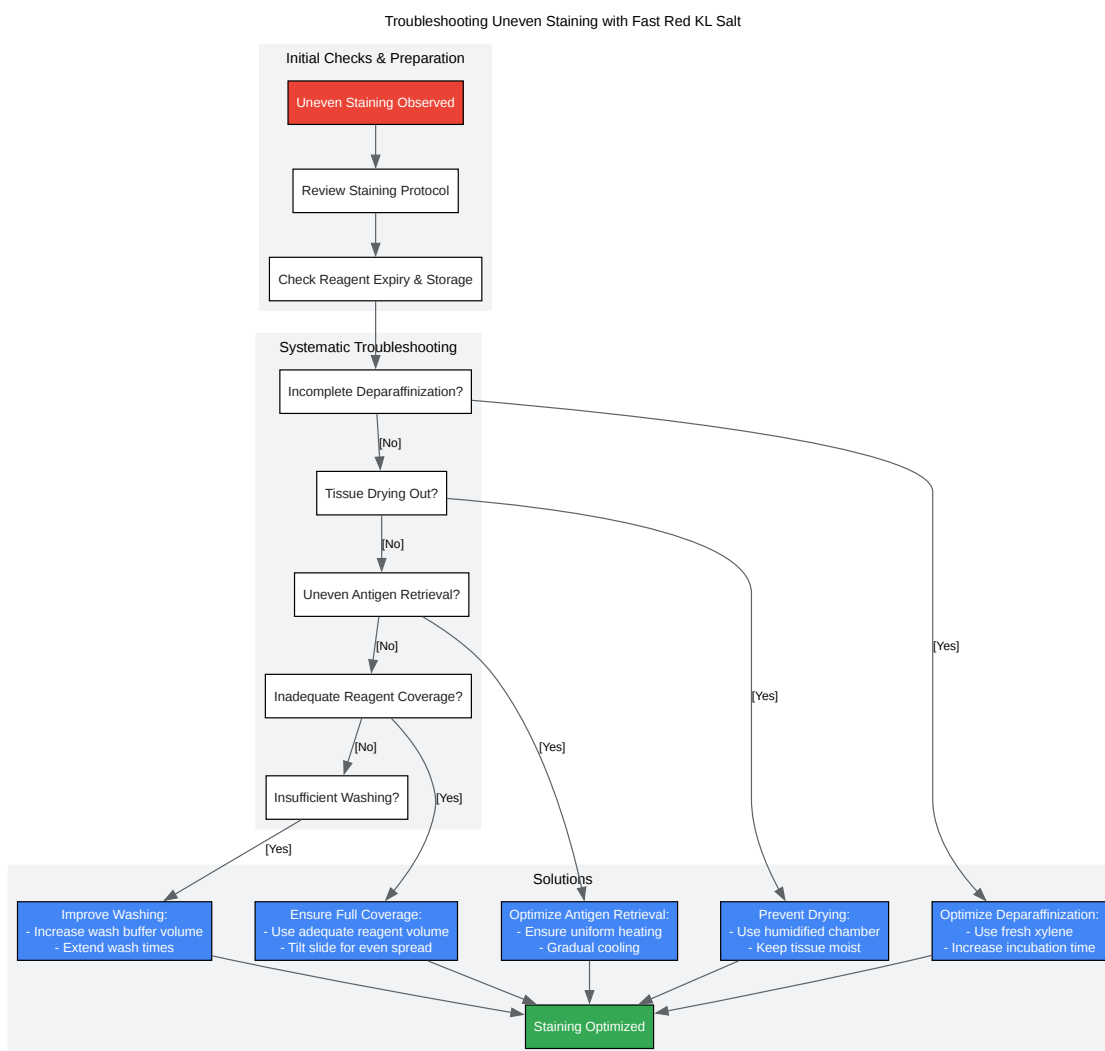 Troubleshooting Uneven Staining with Fast Red KL Salt
Initial Checks & Preparation
Uneven Staining Observed
Review Staining Protocol
Check Reagent Expiry & Storage
Systematic Troubleshooting
Incomplete Deparaffinization?
[No]
Tissue Drying Out?
[No]
Uneven Antigen Retrieval?
[No]
[Yes]
Inadequate Reagent Coverage?
[Yes]
[No]
[Yes]
Insufficient Washing?
[Yes]
[Yes]
Solutions
Improve Washing:
- Increase wash buffer volume
- Extend wash times
Ensure Full Coverage:
- Use adequate reagent volume
- Tilt slide for even spread
Optimize Antigen Retrieval:
- Ensure uniform heating
- Gradual cooling
Prevent Drying:
- Use humidified chamber
- Keep tissue moist
Optimize Deparaffinization:
- Use fresh xylene
- Increase incubation time
Staining Optimized